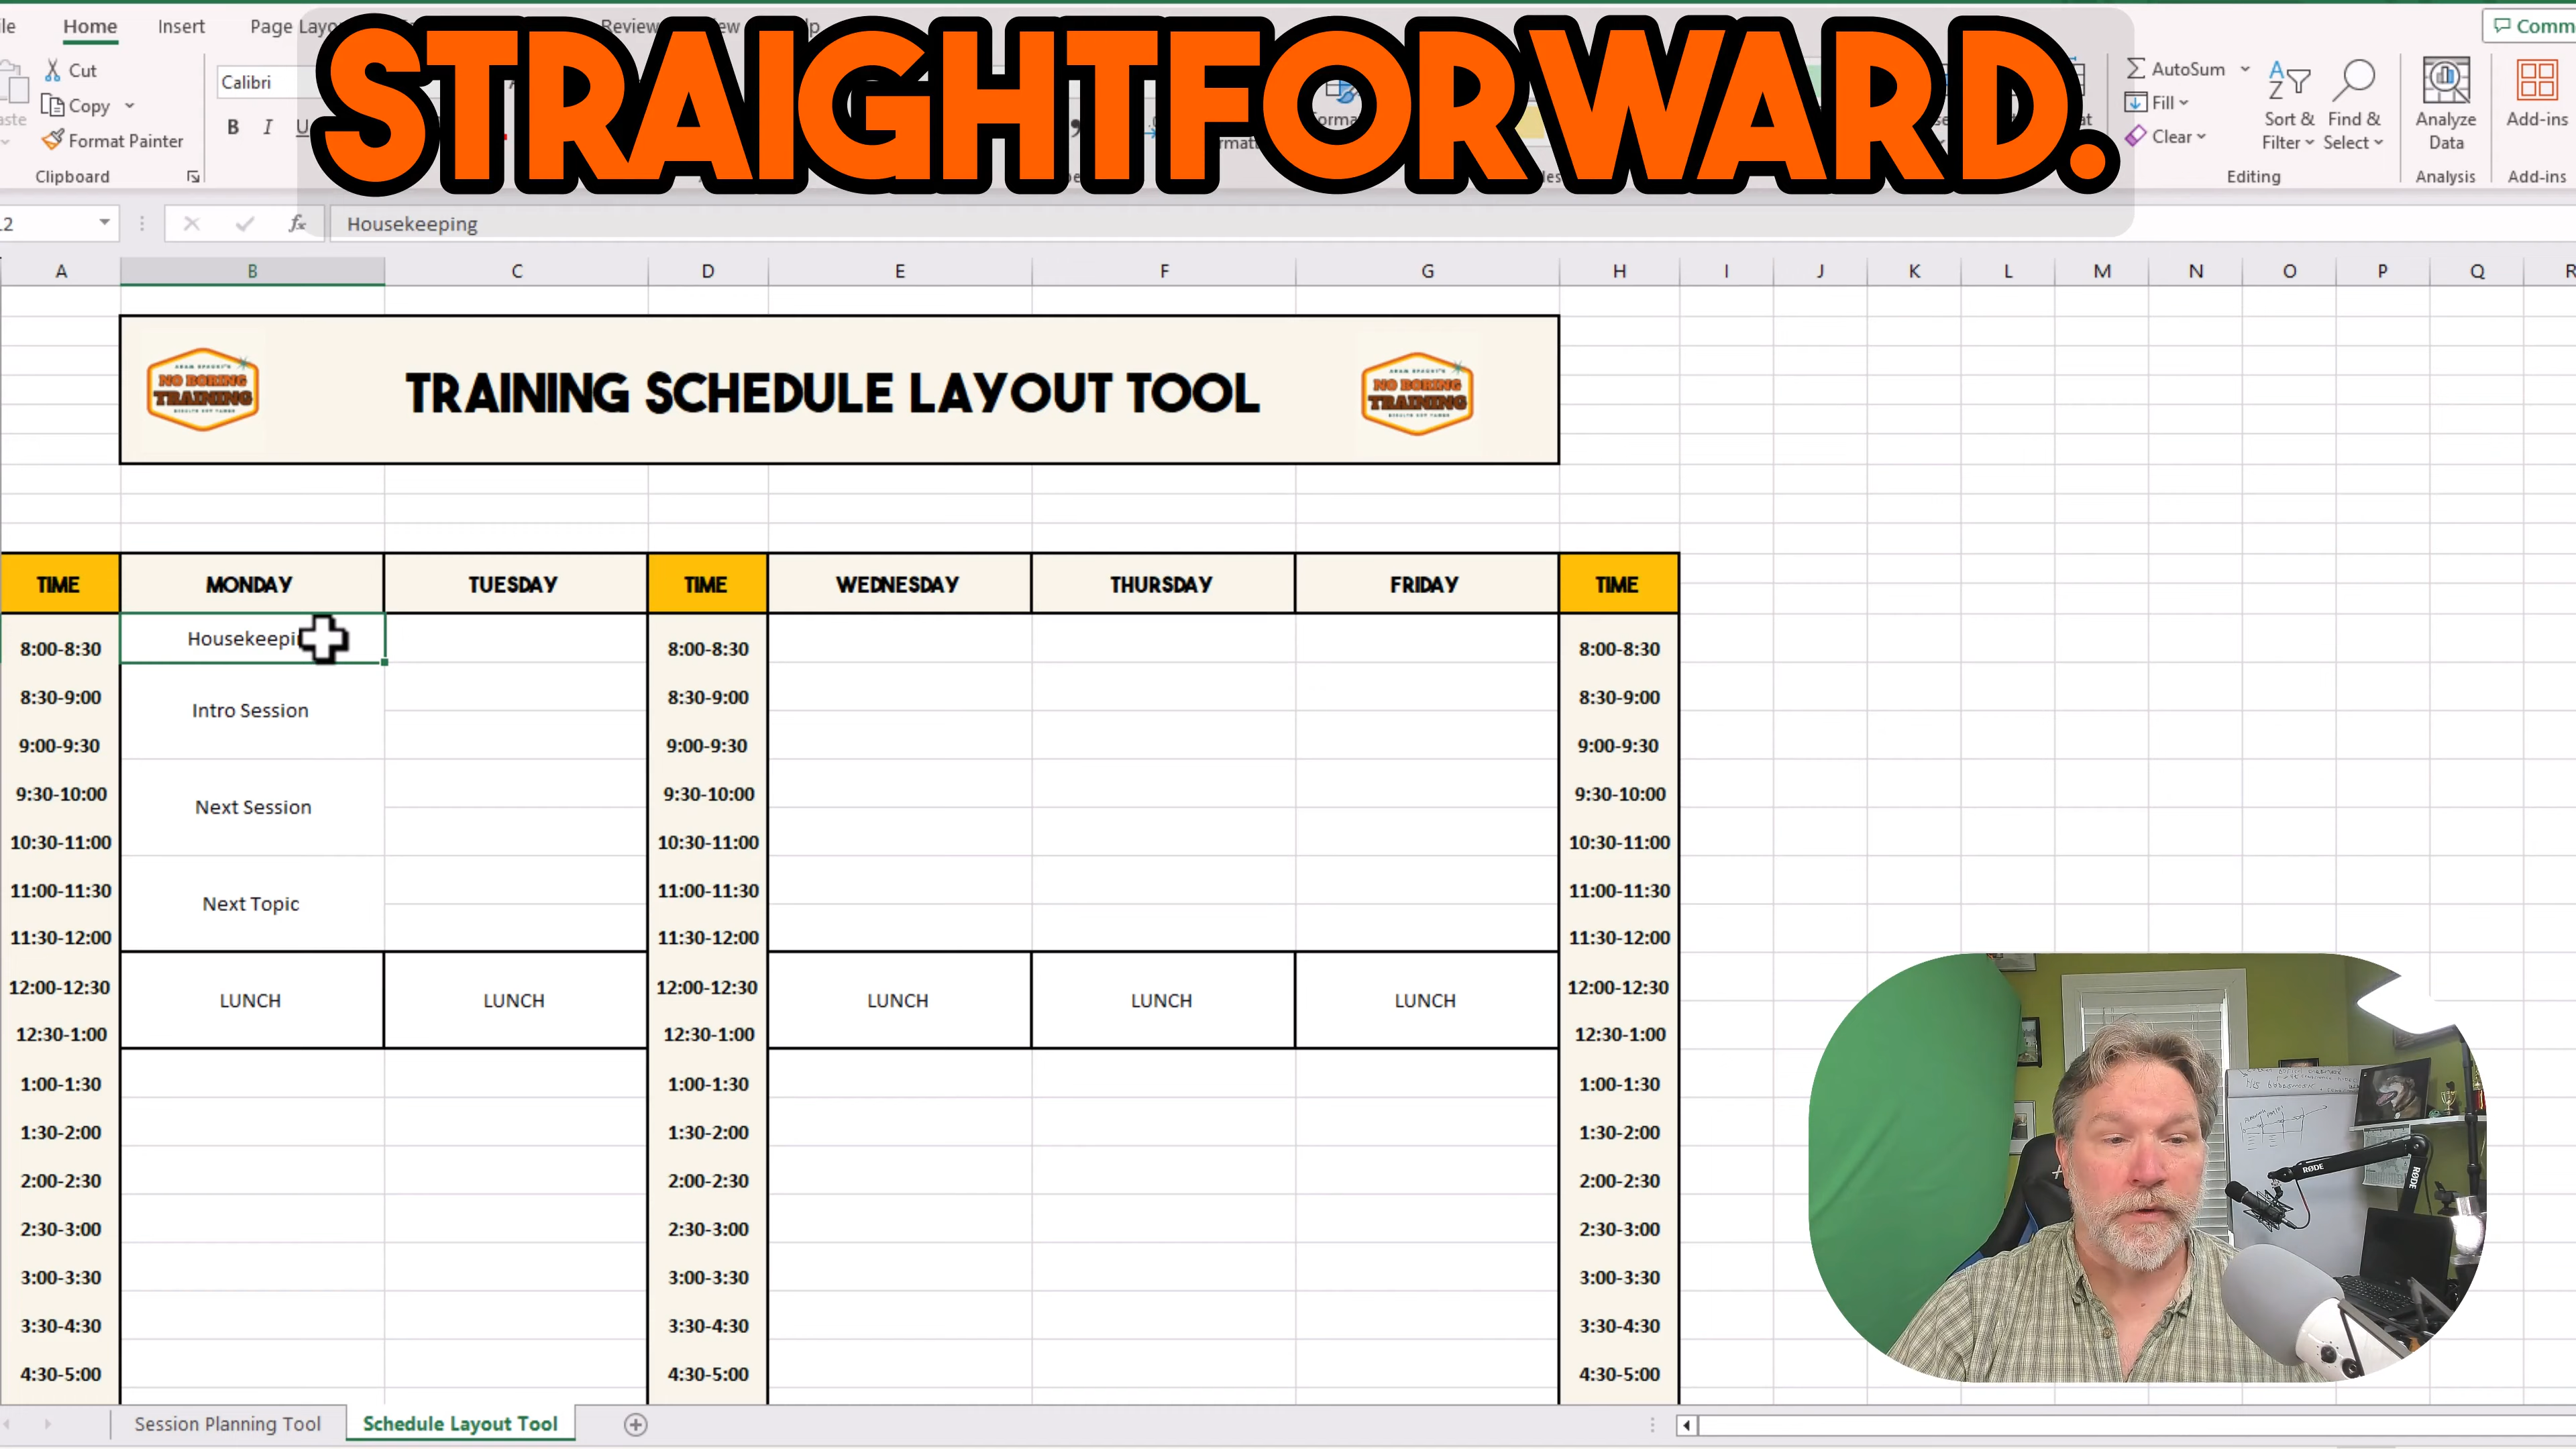 STRAIGHTFORWARD.
Home Insert Review
Cut
Copy
Format Painter
Clipboard
Calibri
B I U
AutoSum
Fill
Clear
Sort & Filter
Find & Select
Editing
Analyze Data
Analysis
Add-ins
Add-ins
fx Housekeeping
A B C D E F G H I J K L M N O P Q
NO BORING
TRAINING
TRAINING SCHEDULE LAYOUT TOOL
NO BORING
TRAINING
TIME MONDAY TUESDAY TIME WEDNESDAY THURSDAY FRIDAY TIME
8:00-8:30 Housekeepin 8:00-8:30 8:00-8:30
8:30-9:00 8:30-9:00 8:30-9:00
Intro Session
9:00-9:30 9:00-9:30 9:00-9:30
9:30-10:00 9:30-10:00 9:30-10:00
Next Session
10:30-11:00 10:30-11:00 10:30-11:00
11:00-11:30 11:00-11:30 11:00-11:30
Next Topic
11:30-12:00 11:30-12:00 11:30-12:00
12:00-12:30 12:00-12:30 12:00-12:30
LUNCH LUNCH LUNCH LUNCH LUNCH
12:30-1:00 12:30-1:00 12:30-1:00
1:00-1:30 1:00-1:30 1:00-1:30
1:30-2:00 1:30-2:00 1:30-2:00
2:00-2:30 2:00-2:30 2:00-2:30
2:30-3:00 2:30-3:00 2:30-3:00
3:00-3:30 3:00-3:30 3:00-3:30
3:30-4:30 3:30-4:30 3:30-4:30
4:30-5:00 4:30-5:00 4:30-5:00
RØDE
RØDE
Session Planning Tool Schedule Layout Tool